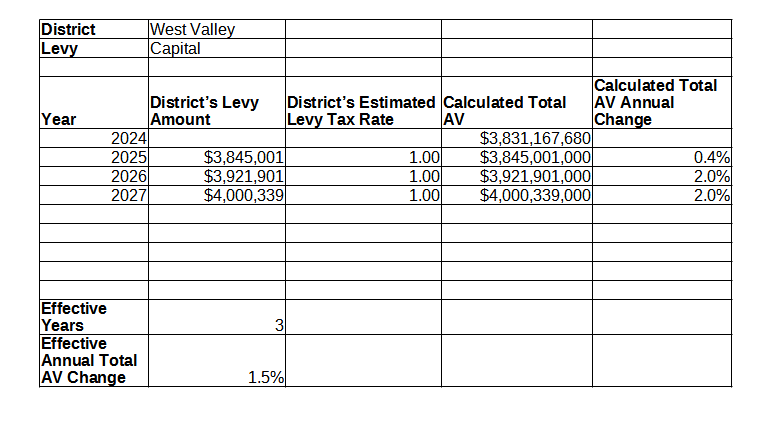 District West Valley
Levy Capital
Year District’s Levy Amount District’s Estimated Levy Tax Rate Calculated Total AV Calculated Total AV Annual Change
2024 $3,831,167,680
2025 $3,845,001 1.00 $3,845,001,000 0.4%
2026 $3,921,901 1.00 $3,921,901,000 2.0%
2027 $4,000,339 1.00 $4,000,339,000 2.0%
Effective Years 3
Effective Annual Total AV Change 1.5%